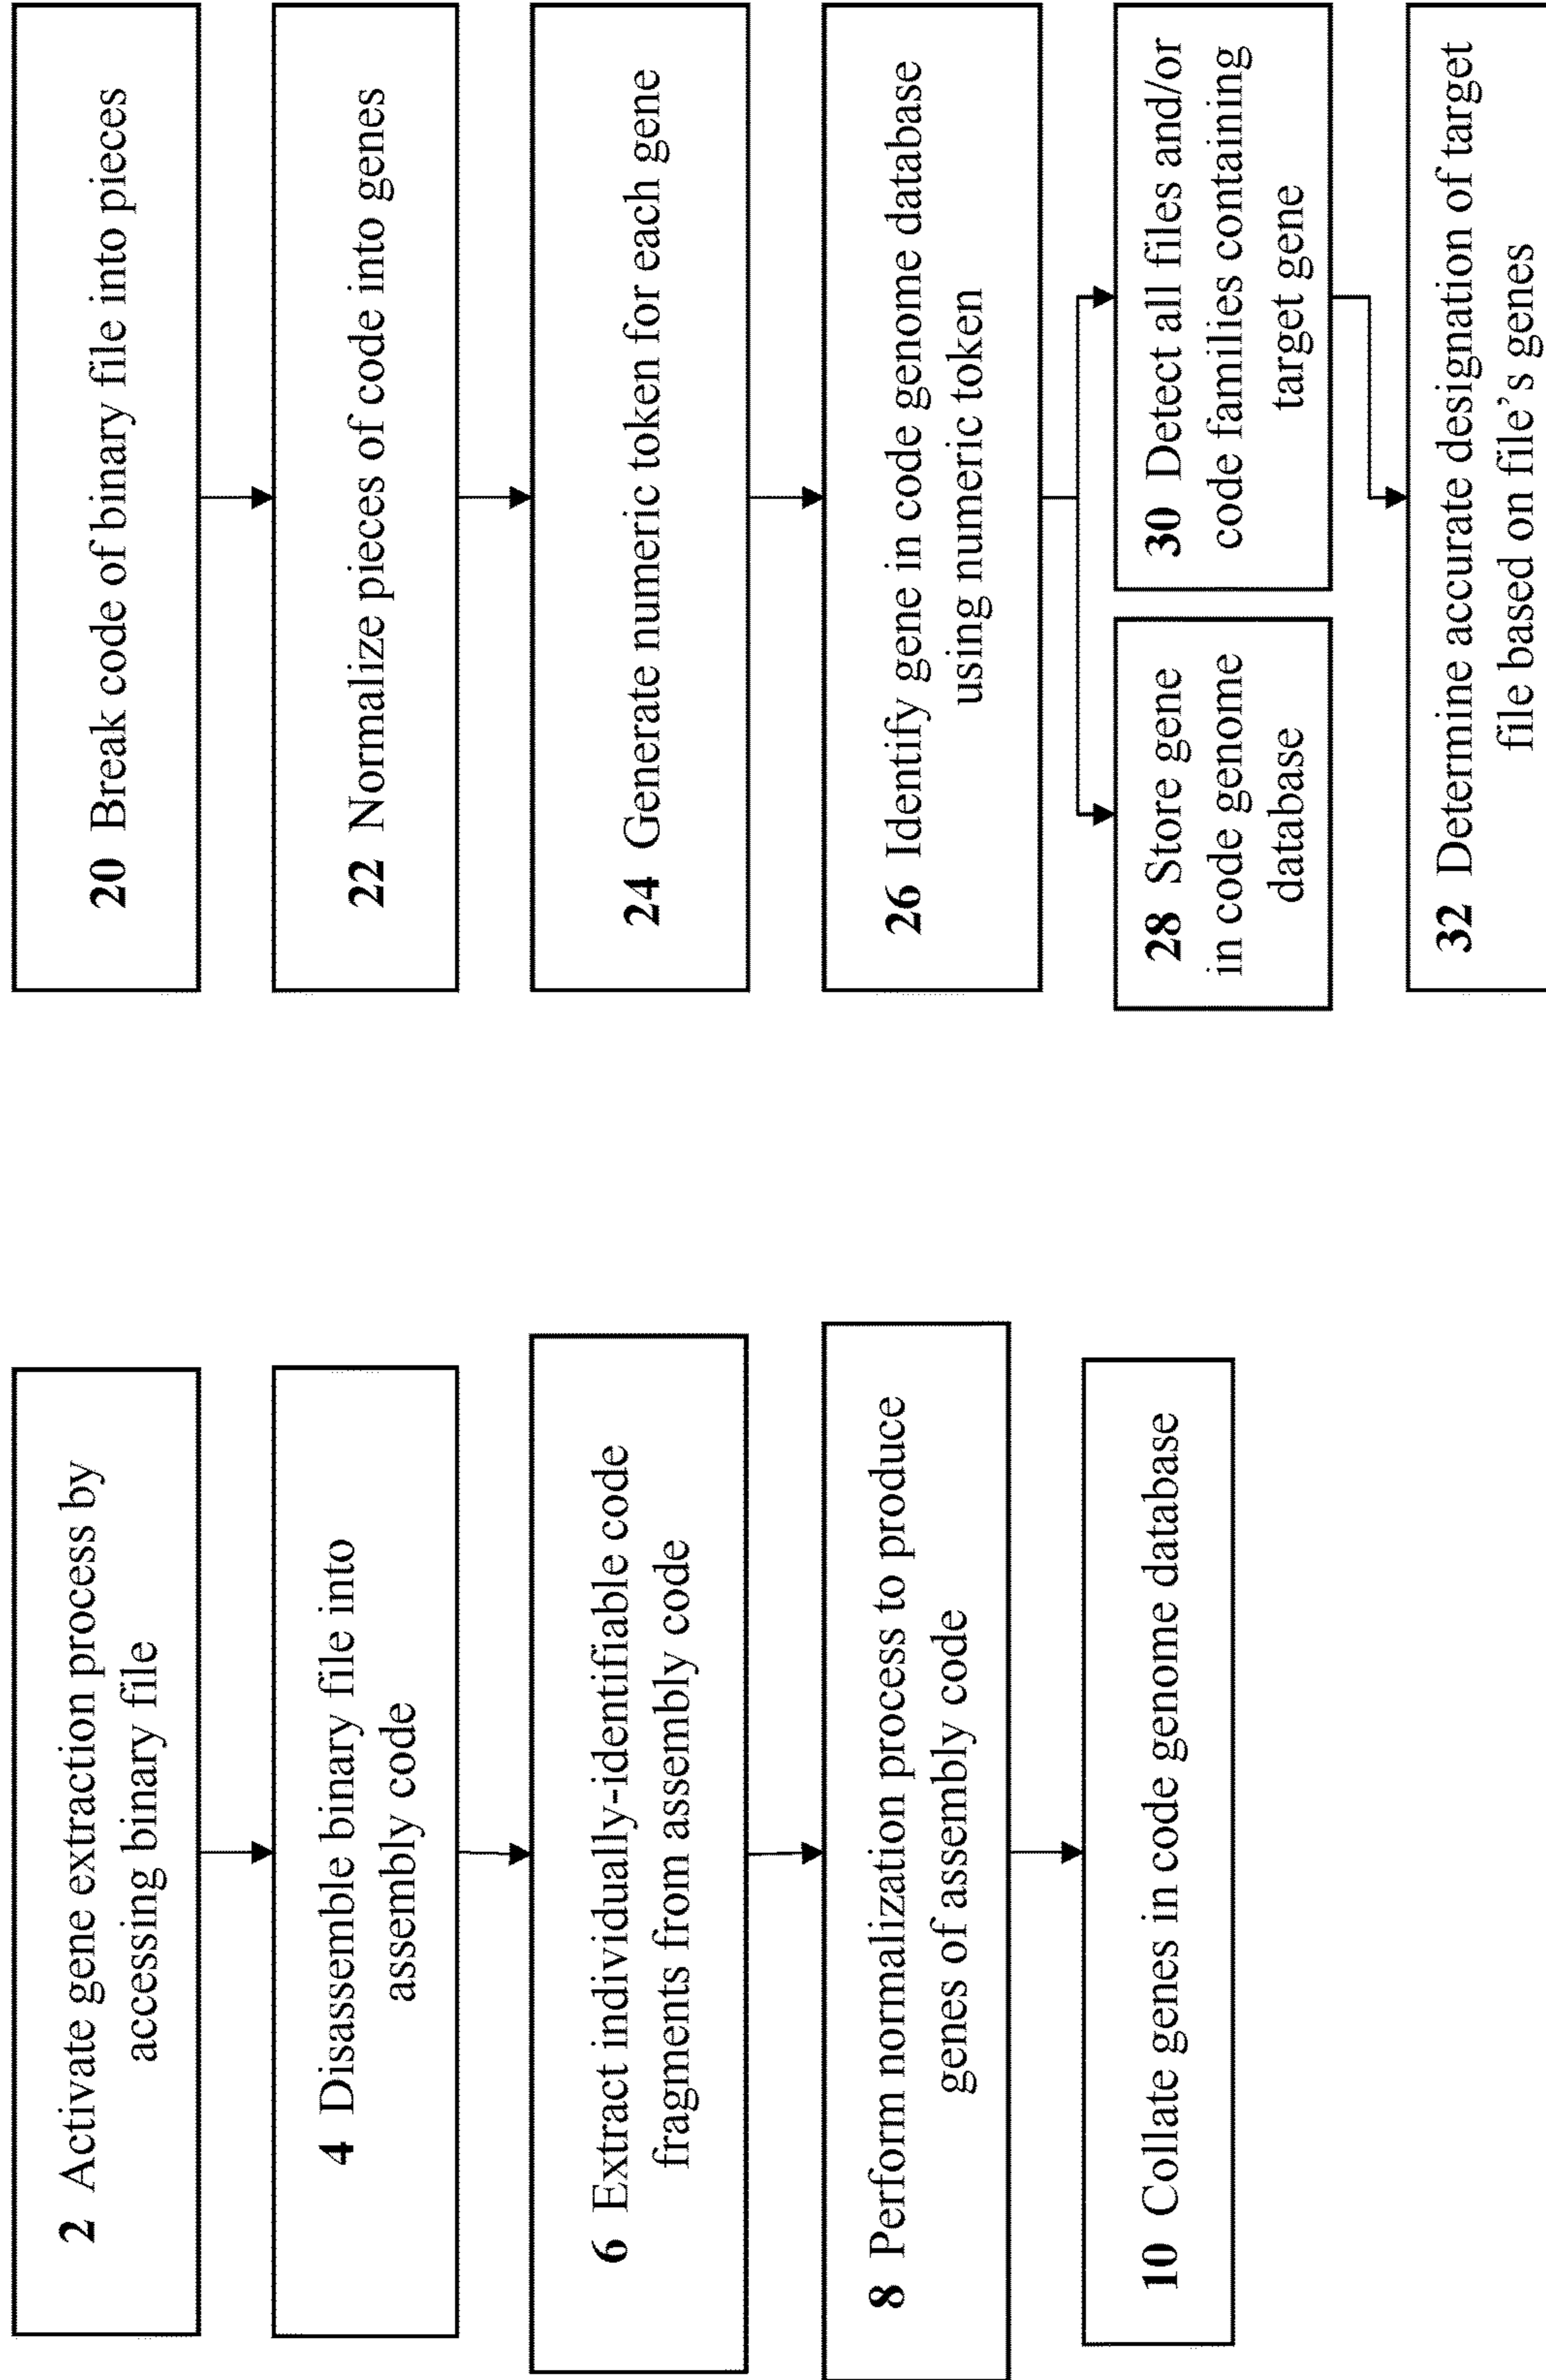 2 Activate gene extraction process by
accessing binary file
4 Disassemble binary file into
assembly code
6 Extract individually-identifiable code
fragments from assembly code
8 Perform normalization process to produce
genes of assembly code
10 Collate genes in code genome database
20 Break code of binary file into pieces
22 Normalize pieces of code into genes
24 Generate numeric token for each gene
26 Identify gene in code genome database
using numeric token
28 Store gene
in code genome
database
30 Detect all files and/or
code families containing
target gene
32 Determine accurate designation of target
file based on file's genes